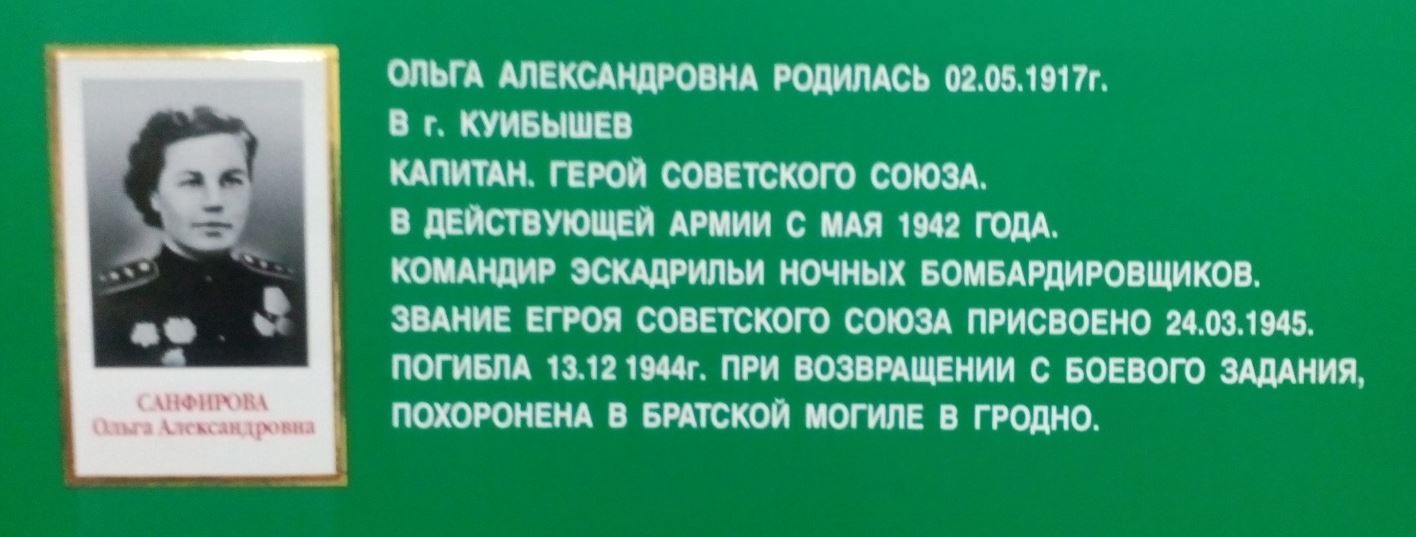 САНФИРОВА
Ольга Александровна
ОЛЬГА АЛЕКСАНДРОВНА РОДИЛАСЬ 02.05.1917г.
В г. КУИБЫШЕВ
КАПИТАН. ГЕРОЙ СОВЕТСКОГО СОЮЗА.
В ДЕЙСТВУЮЩЕЙ АРМИИ С МАЯ 1942 ГОДА.
КОМАНДИР ЭСКАДРИЛЬИ НОЧНЫХ БОМБАРДИРОВЩИКОВ.
ЗВАНИЕ ЕГРОЯ СОВЕТСКОГО СОЮЗА ПРИСВОЕНО 24.03.1945.
ПОГИБЛА 13.12 1944г. ПРИ ВОЗВРАЩЕНИИ С БОЕВОГО ЗАДАНИЯ,
ПОХОРОНЕНА В БРАТСКОЙ МОГИЛЕ В ГРОДНО.